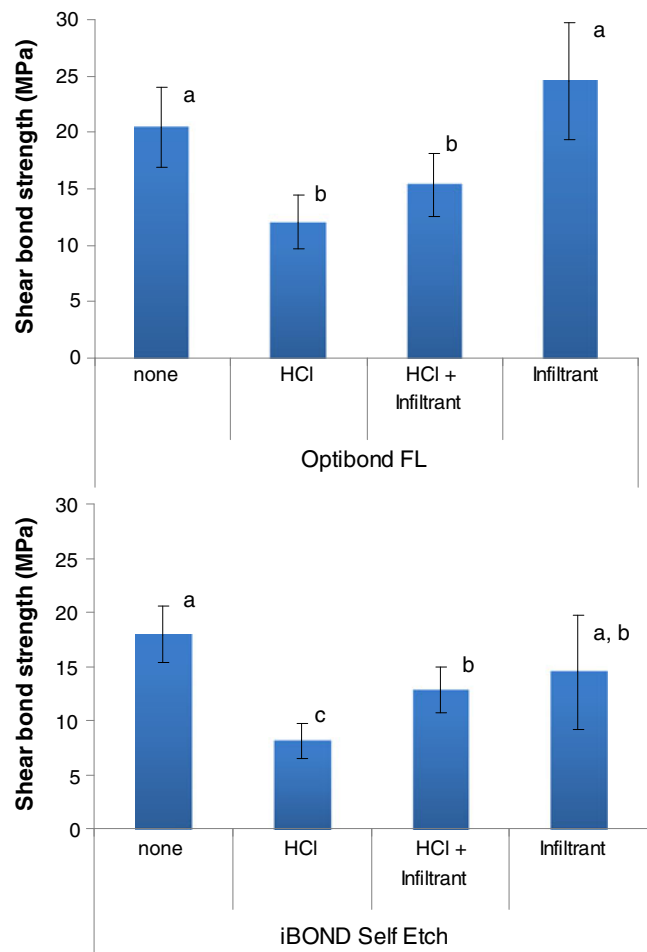 Shear bond strength (MPa)
30
25
20
15
10
5
0
a
b
b
a
none
HCl
HCl +
Infiltrant
Infiltrant
Optibond FL
Shear bond strength (MPa)
30
25
20
15
10
5
0
a
c
b
a, b
none
HCl
HCl +
Infiltrant
Infiltrant
iBOND Self Etch